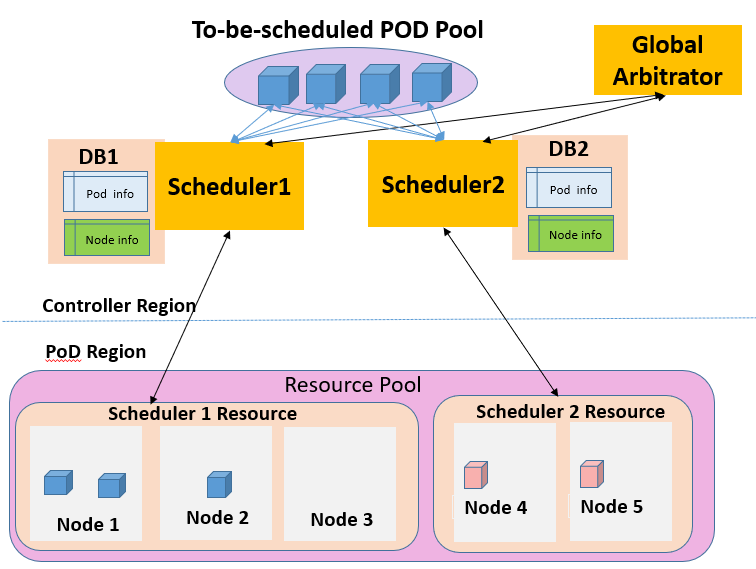 To-be-scheduled POD Pool
Global
Arbitrator
DB1
Pod info
Node info
Scheduler1
Scheduler2
DB2
Pod info
Node info
Controller Region
PoD Region
Resource Pool
Scheduler 1 Resource
Node 1
Node 2
Node 3
Scheduler 2 Resource
Node 4
Node 5